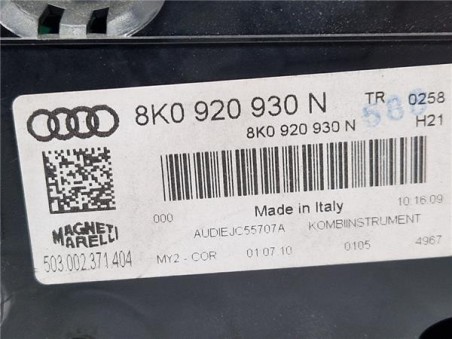 8K0 920 930 N TR 0258
8K0 920 930 N H21
000 Made in Italy 10:16:09
AUDIEJC55707A KOMBIINSTRUMENT
MAGNETI
MARELLI
503.002.371.404
MY2 - COR 01.07.10 0105 4967